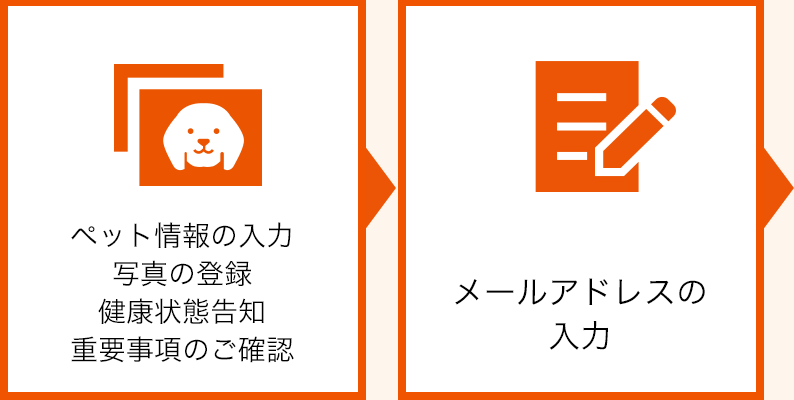 ペット情報の入力
写真の登録
健康状態告知
重要事項のご確認
メールアドレスの
入力